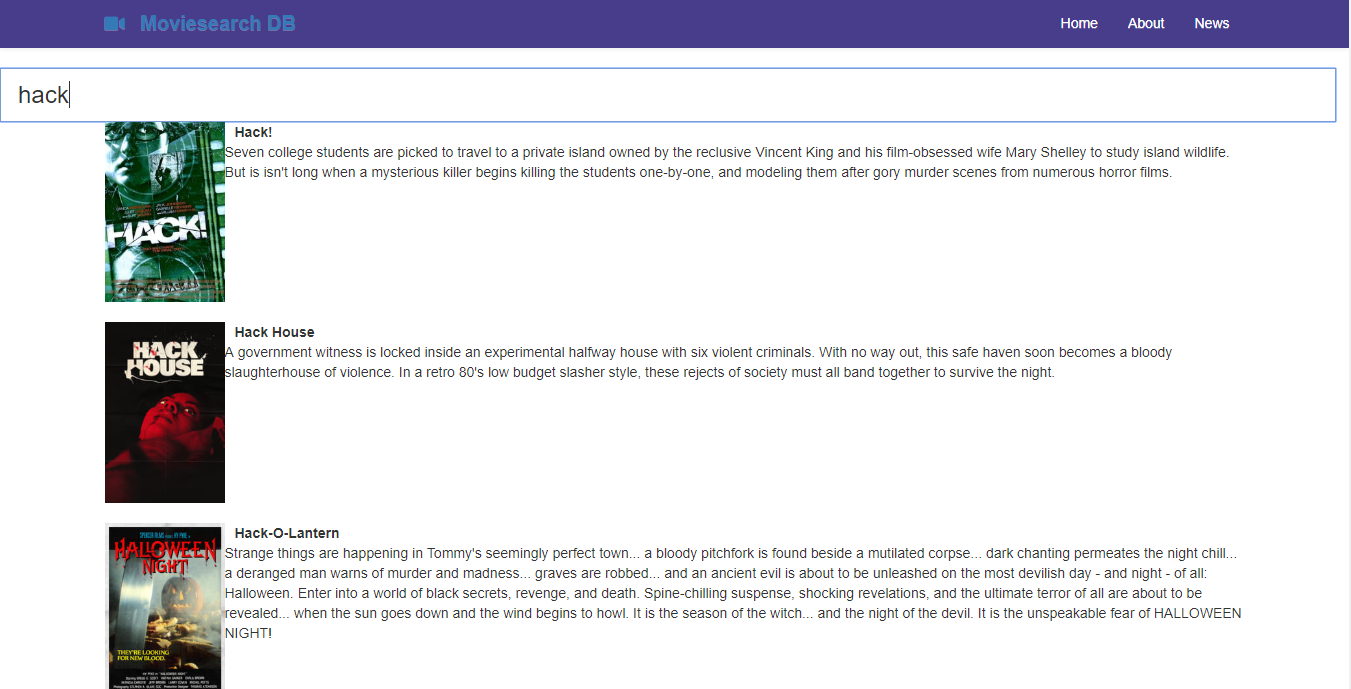 Moviesearch DB
Home About News
hack
Hack!
Seven college students are picked to travel to a private island owned by the reclusive Vincent King and his film-obsessed wife Mary Shelley to study island wildlife.
But is isn't long when a mysterious killer begins killing the students one-by-one, and modeling them after gory murder scenes from numerous horror films.
HACK!
Hack House
A government witness is locked inside an experimental halfway house with six violent criminals. With no way out, this safe haven soon becomes a bloody
slaughterhouse of violence. In a retro 80's low budget slasher style, these rejects of society must all band together to survive the night.
HACK
HOUSE
Hack-O-Lantern
Strange things are happening in Tommy's seemingly perfect town... a bloody pitchfork is found beside a mutilated corpse... dark chanting permeates the night chill...
a deranged man warns of murder and madness... graves are robbed... and an ancient evil is about to be unleashed on the most devilish day - and night - of all:
Halloween. Enter into a world of black secrets, revenge, and death. Spine-chilling suspense, shocking revelations, and the ultimate terror of all are about to be
revealed... when the sun goes down and the wind begins to howl. It is the season of the witch... and the night of the devil. It is the unspeakable fear of HALLOWEEN
NIGHT!
HALLOWEEN
NIGHT
THEY'RE LOOKING
FOR NEW BLOOD.